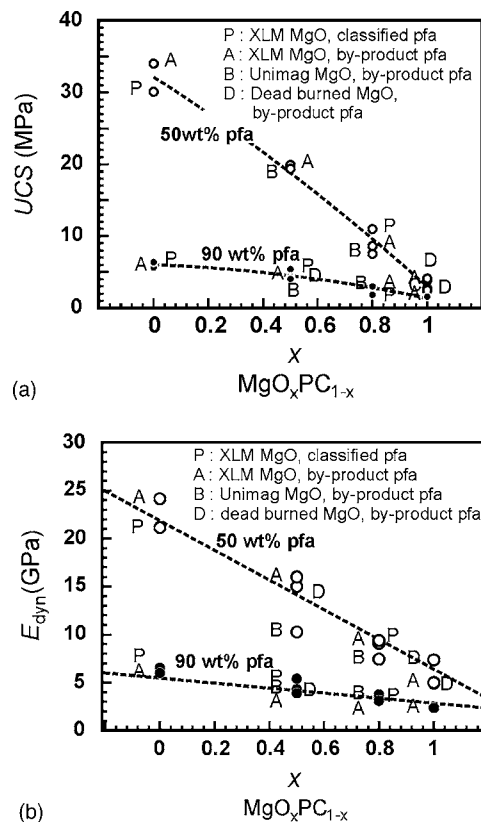 P : XLM MgO, classified pfa
A : XLM MgO, by-product pfa
B : Unimag MgO, by-product pfa
D : Dead burned MgO,
by-product pfa
40
30
20
10
0
UCS (MPa)
A
P
50wt% pfa
A
B
P
A
B
D
90 wt% pfa
A
P
P
A
D
B
B
A
P
A
D
A
0
0.2
0.4
0.6
0.8
1
X
MgOxPC1-x
(a)
P : XLM MgO, classified pfa
A : XLM MgO, by-product pfa
B : Unimag MgO, by-product pfa
D : dead burned MgO, by-product pfa
30
25
20
15
10
5
0
Edyn(GPa)
A
P
50 wt% pfa
A
D
B
A
P
B
D
A
D
P
A
90 wt% pfa
P
B
D
A
B
P
A
A
0
0.2
0.4
0.6
0.8
1
X
MgOxPC1-x
(b)